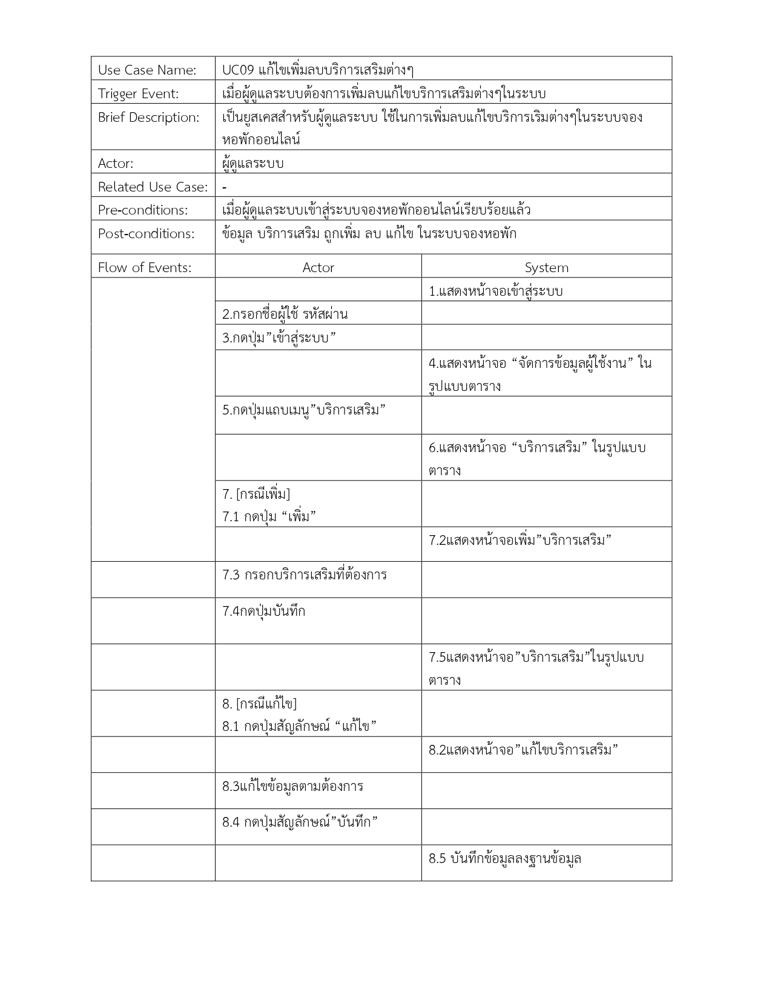 Use Case Name: UC09 แก้ไขเพิ่มลบบริการเสริมต่างๆ
Trigger Event: เมื่อผู้ดูแลระบบต้องการเพิ่มลบแก้ไขบริการเสริมต่างๆในระบบ
Brief Description: เป็นยูสเคสสำหรับผู้ดูแลระบบ ใช้ในการเพิ่มลบแก้ไขบริการเริมต่างๆในระบบจอง
หอพักออนไลน์
Actor: ผู้ดูแลระบบ
Related Use Case: -
Pre-conditions: เมื่อผู้ดูแลระบบเข้าสู่ระบบจองหอพักออนไลน์เรียบร้อยแล้ว
Post-conditions: ข้อมูล บริการเสริม ถูกเพิ่ม ลบ แก้ไข ในระบบจองหอพัก
Flow of Events: Actor System
1.แสดงหน้าจอเข้าสู่ระบบ
2.กรอกชื่อผู้ใช้ รหัสผ่าน
3.กดปุ่ม”เข้าสู่ระบบ”
4.แสดงหน้าจอ “จัดการข้อมูลผู้ใช้งาน” ใน
รูปแบบตาราง
5.กดปุ่มแถบเมนู”บริการเสริม”
6.แสดงหน้าจอ “บริการเสริม” ในรูปแบบ
ตาราง
7. [กรณีเพิ่ม]
7.1 กดปุ่ม “เพิ่ม”
7.2แสดงหน้าจอเพิ่ม”บริการเสริม”
7.3 กรอกบริการเสริมที่ต้องการ
7.4กดปุ่มบันทึก
7.5แสดงหน้าจอ”บริการเสริม”ในรูปแบบ
ตาราง
8. [กรณีแก้ไข]
8.1 กดปุ่มสัญลักษณ์ “แก้ไข”
8.2แสดงหน้าจอ”แก้ไขบริการเสริม”
8.3แก้ไขข้อมูลตามต้องการ
8.4 กดปุ่มสัญลักษณ์”บันทึก”
8.5 บันทึกข้อมูลลงฐานข้อมูล